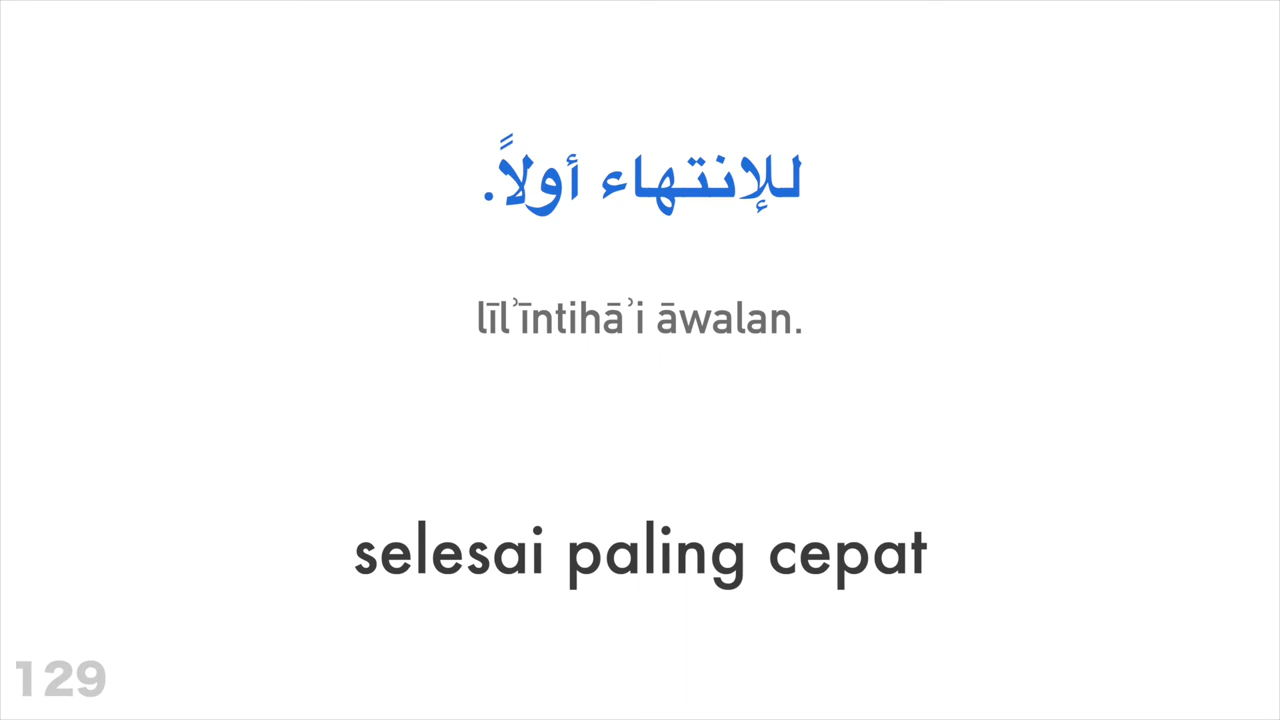 للإنتهاء أولاً.
līlʾīntihāʾi āwalan.
selesai paling cepat
129